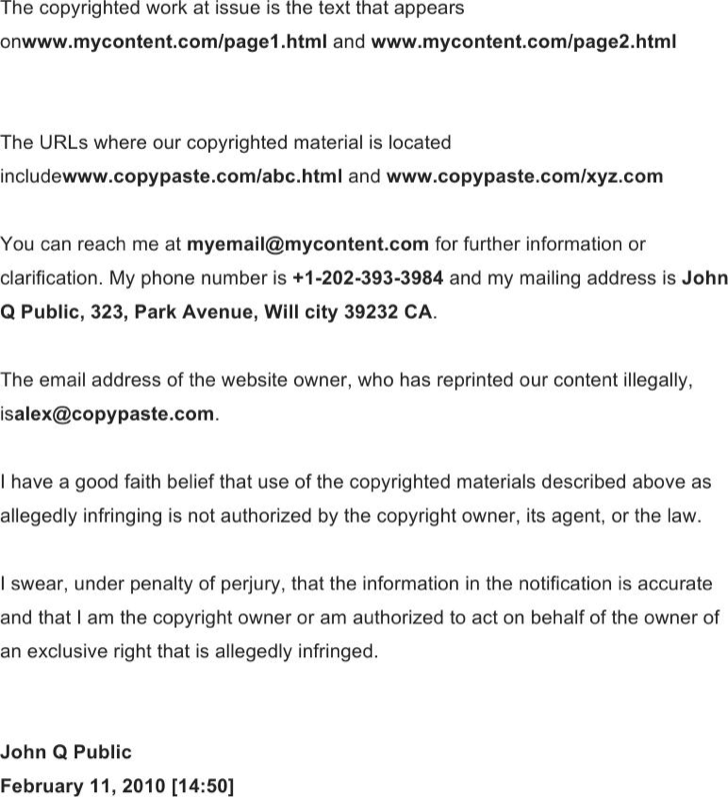 The copyrighted work at issue is the text that appears
onwww.mycontent.com/page1.html and www.mycontent.com/page2.html
The URLs where our copyrighted material is located
includewww.copypaste.com/abc.html and www.copypaste.com/xyz.com
You can reach me at myemail@mycontent.com for further information or
clarification. My phone number is +1-202-393-3984 and my mailing address is John
Q Public, 323, Park Avenue, Will city 39232 CA.
The email address of the website owner, who has reprinted our content illegally,
isalex@copypaste.com.
I have a good faith belief that use of the copyrighted materials described above as
allegedly infringing is not authorized by the copyright owner, its agent, or the law.
I swear, under penalty of perjury, that the information in the notification is accurate
and that I am the copyright owner or am authorized to act on behalf of the owner of
an exclusive right that is allegedly infringed.
John Q Public
February 11, 2010 [14:50]